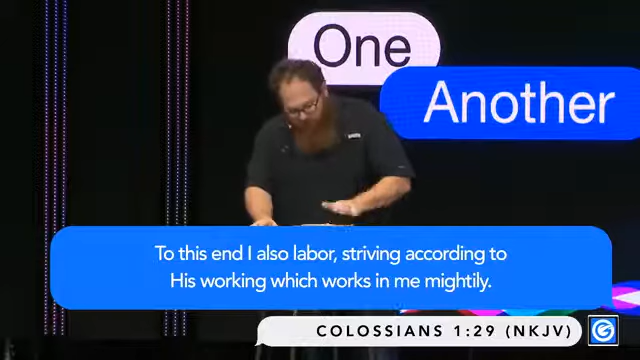 One
Another
To this end I also labor, striving according to
His working which works in me mightily.
COLOSSIANS 1:29 (NKJV)
G